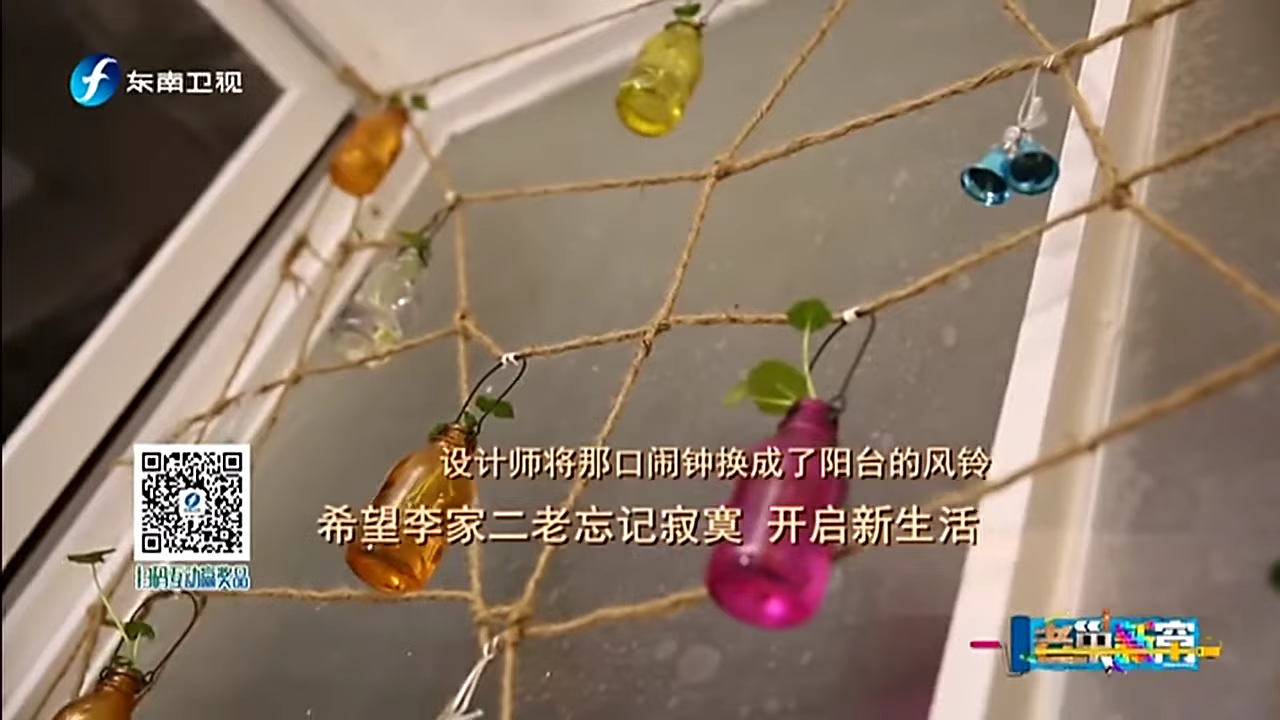 东南卫视
设计师将那口闹钟换成了阳台的风铃
希望李家二老忘记寂寞 开启新生活
扫码互动赢奖品